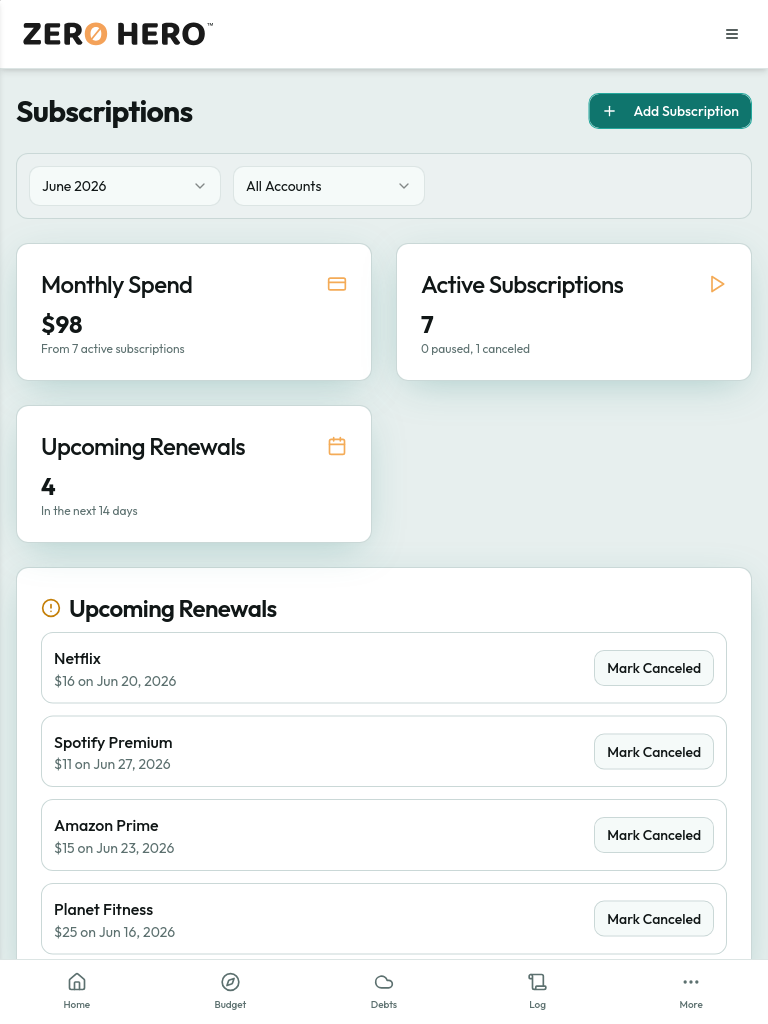 ZERO HERO™
Subscriptions
Add Subscription
June 2026
All Accounts
Monthly Spend
$98
From 7 active subscriptions
Active Subscriptions
7
0 paused, 1 canceled
Upcoming Renewals
4
In the next 14 days
Upcoming Renewals
Netflix
$16 on Jun 20, 2026
Mark Canceled
Spotify Premium
$11 on Jun 27, 2026
Mark Canceled
Amazon Prime
$15 on Jun 23, 2026
Mark Canceled
Planet Fitness
$25 on Jun 16, 2026
Mark Canceled
Home
Budget
Debts
Log
More